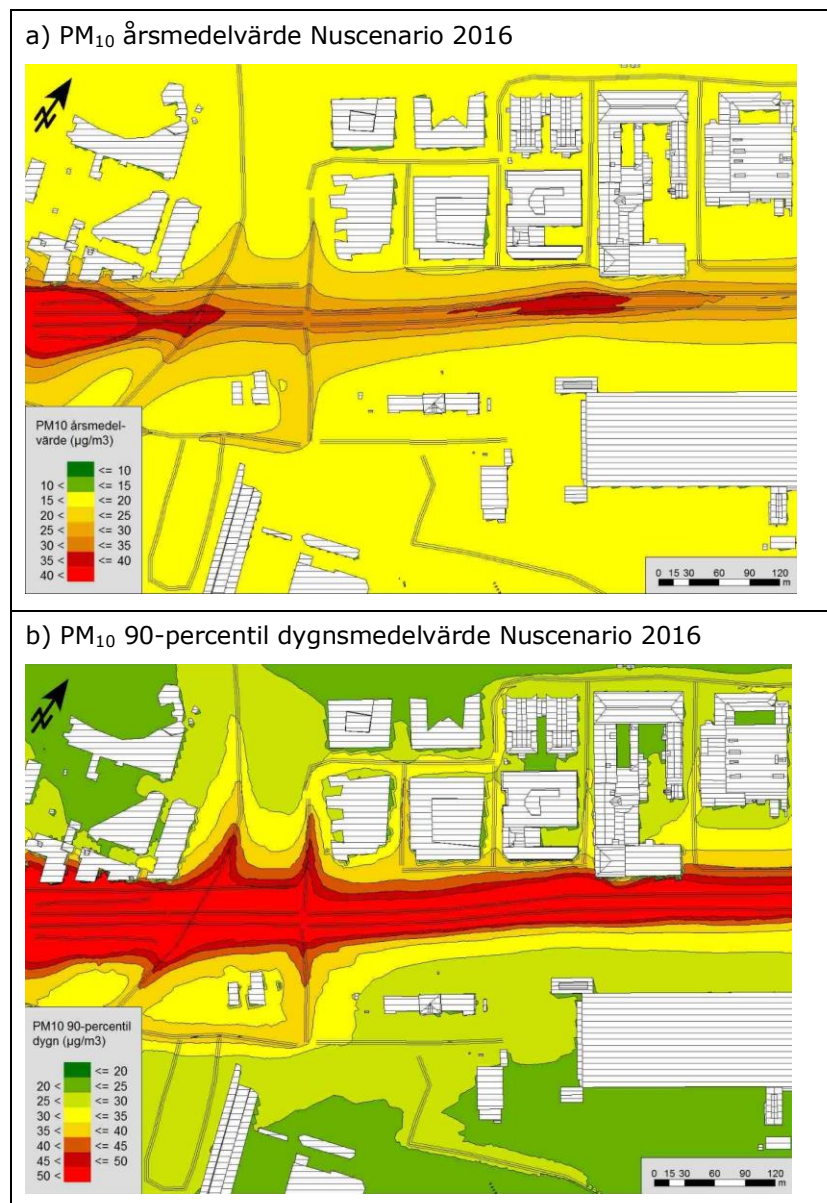 a) PM₁₀ årsmedelvärde Nuscenario 2016
N
PM10 årsmedel-
värde (µg/m3)
<= 10
10 < <= 15
15 < <= 20
20 < <= 25
25 < <= 30
30 < <= 35
35 < <= 40
40 <
0 15 30 60 90 120
m
b) PM₁₀ 90-percentil dygnsmedelvärde Nuscenario 2016
N
PM10 90-percentil
dygn (µg/m3)
<= 20
20 < <= 25
25 < <= 30
30 < <= 35
35 < <= 40
40 < <= 45
45 < <= 50
50 <
0 15 30 60 90 120
m